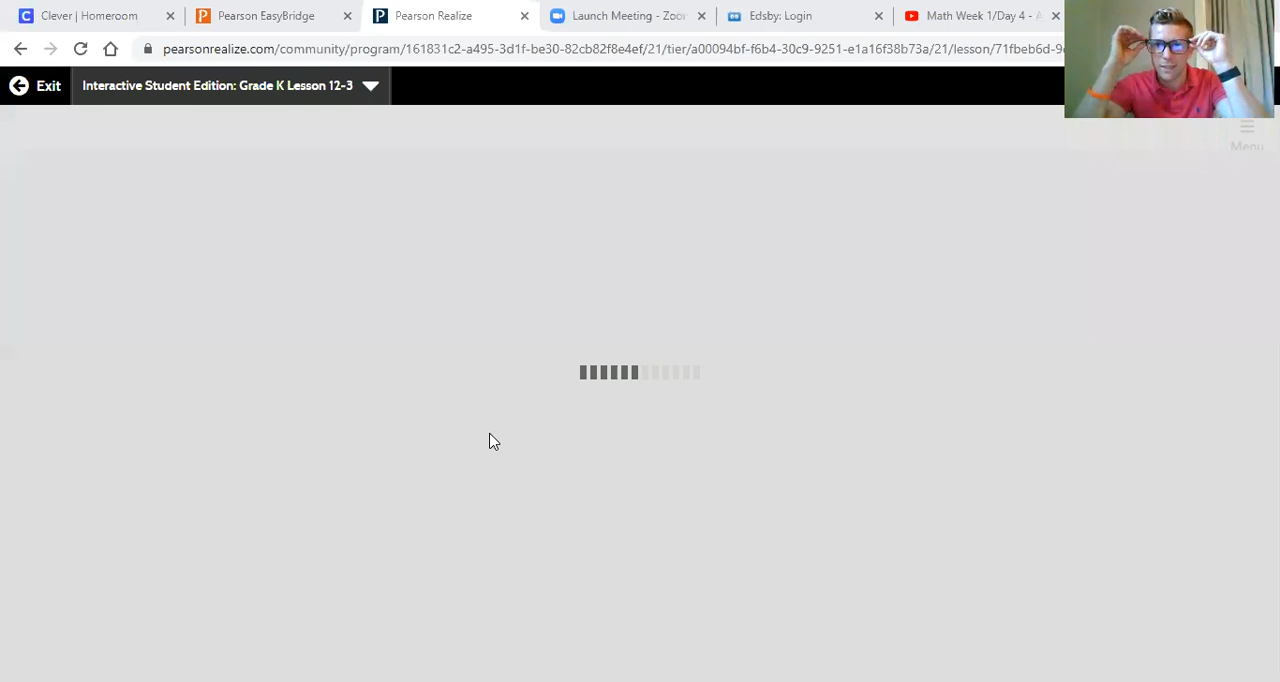 Clever | Homeroom
Pearson EasyBridge
Pearson Realize
Launch Meeting - Zoo
Edsby: Login
Math Week 1/Day 4 -
pearsonrealize.com/community/program/161831c2-a495-3d1f-be30-82cb82f8e4ef/21/tier/a00094bf-f6b4-30c9-9251-e1a16f38b73a/21/lesson/71fbeb6d-9
Exit
Interactive Student Edition: Grade K Lesson 12-3
Menu